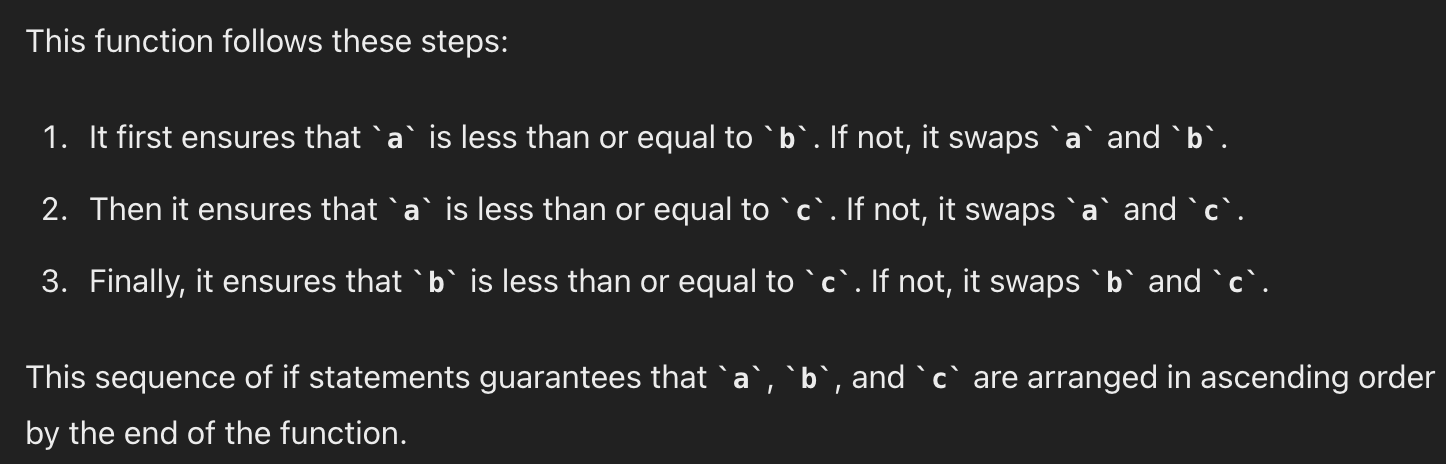 This function follows these steps:
1. It first ensures that `a` is less than or equal to `b`. If not, it swaps `a` and `b`.
2. Then it ensures that `a` is less than or equal to `c`. If not, it swaps `a` and `c`.
3. Finally, it ensures that `b` is less than or equal to `c`. If not, it swaps `b` and `c`.
This sequence of if statements guarantees that `a`, `b`, and `c` are arranged in ascending order
by the end of the function.